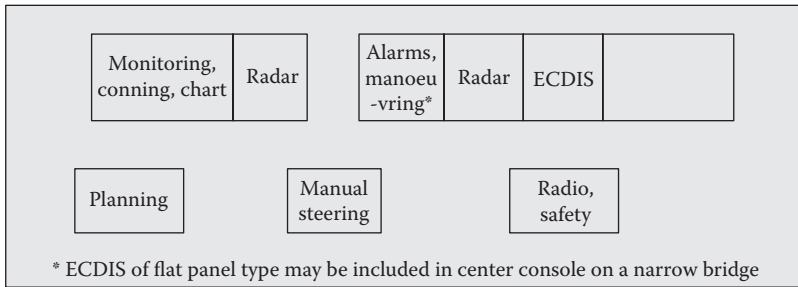 Monitoring,
conning, chart
Radar
Alarms,
manoeu
-vring*
Radar
ECDIS
Planning
Manual
steering
Radio,
safety
* ECDIS of flat panel type may be included in center console on a narrow bridge